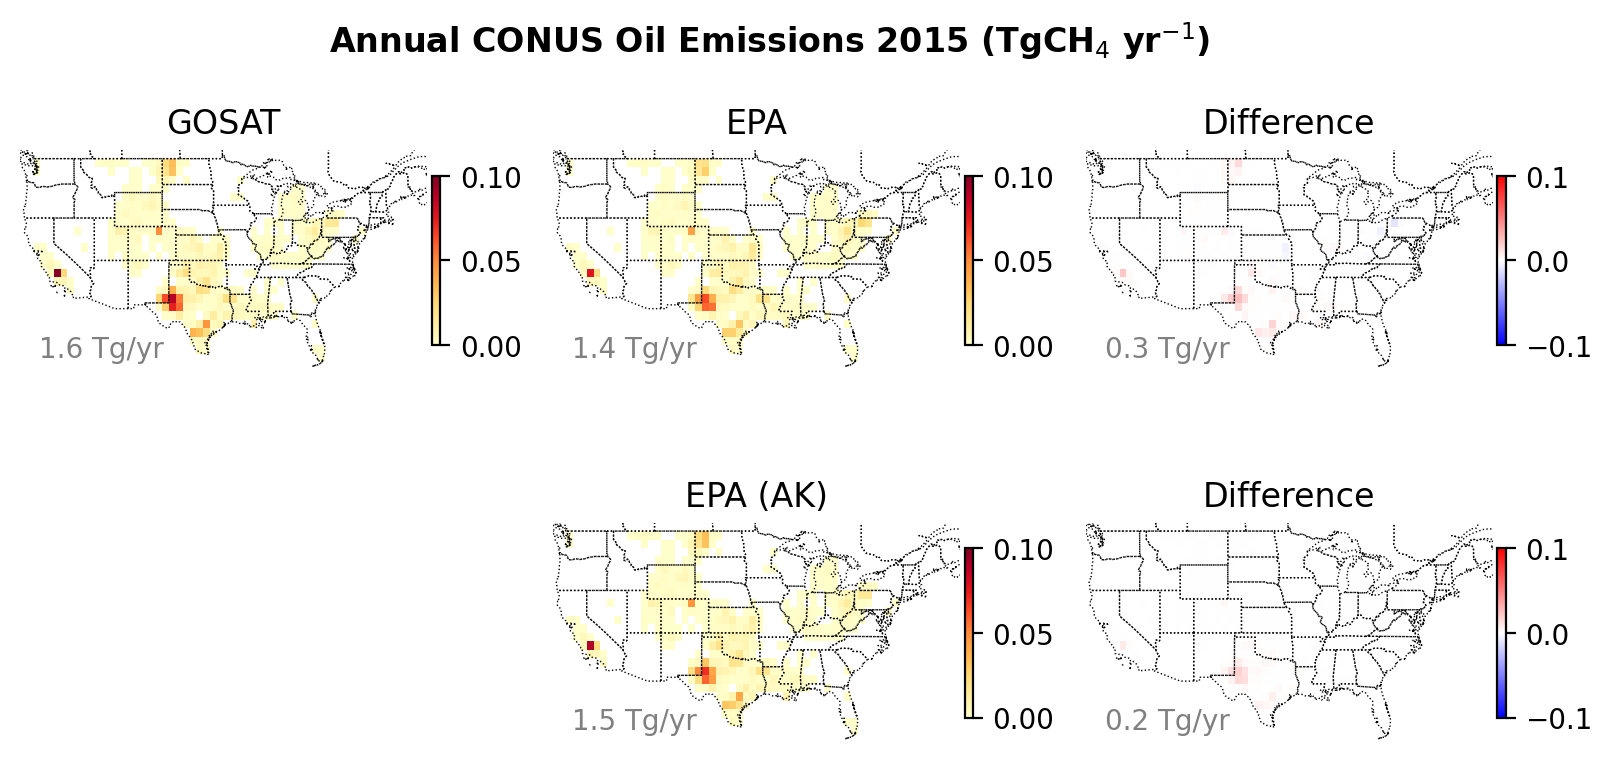 Annual CONUS Oil Emissions 2015 (TgCH₄ yr⁻¹)
GOSAT
0.10
0.05
0.00
1.6 Tg/yr
EPA
0.10
0.05
0.00
1.4 Tg/yr
Difference
0.1
0.0
−0.1
0.3 Tg/yr
EPA (AK)
0.10
0.05
0.00
1.5 Tg/yr
Difference
0.1
0.0
−0.1
0.2 Tg/yr